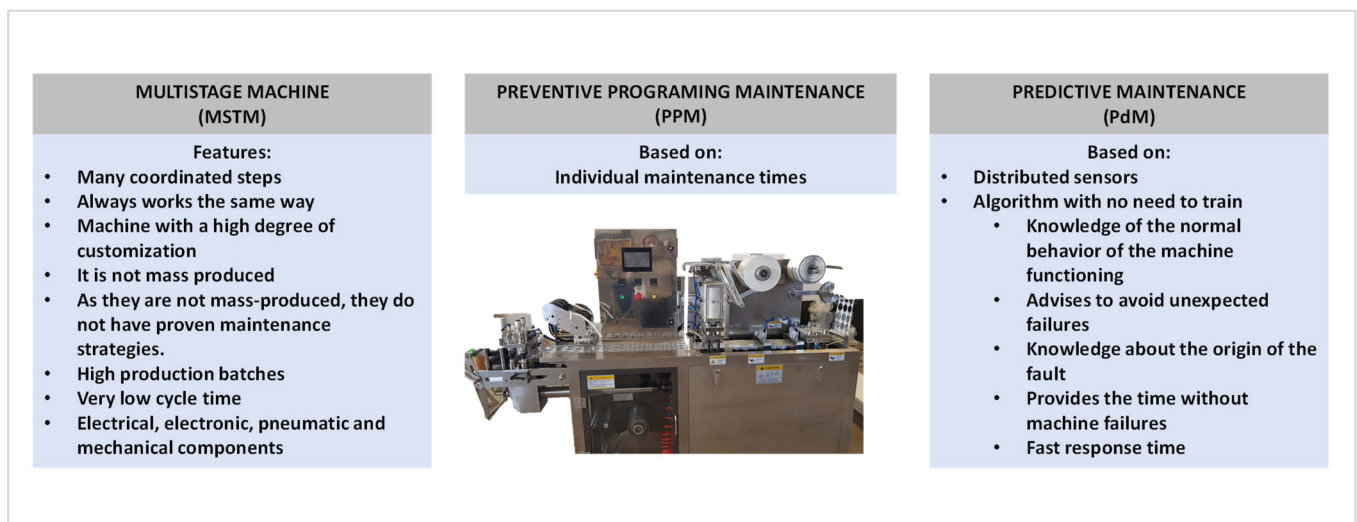 MULTISTAGE MACHINE
(MSTM)
Features:
• Many coordinated steps
• Always works the same way
• Machine with a high degree of
customization
• It is not mass produced
• As they are not mass-produced, they do
not have proven maintenance
strategies.
• High production batches
• Very low cycle time
• Electrical, electronic, pneumatic and
mechanical components
PREVENTIVE PROGRAMING MAINTENANCE
(PPM)
Based on:
Individual maintenance times
PREDICTIVE MAINTENANCE
(PdM)
Based on:
• Distributed sensors
• Algorithm with no need to train
• Knowledge of the normal
behavior of the machine
functioning
• Advises to avoid unexpected
failures
• Knowledge about the origin of the
fault
• Provides the time without
machine failures
• Fast response time